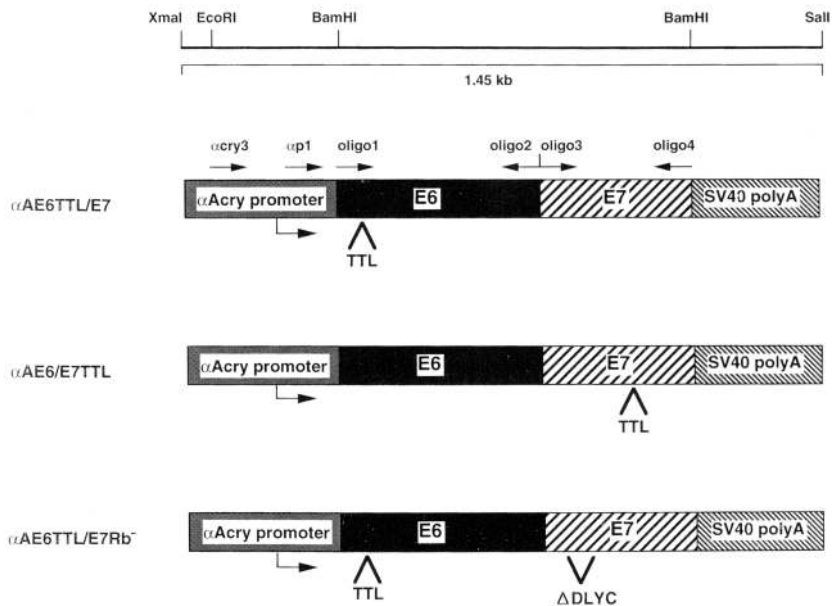 XmaI EcoRI BamHI BamHI SalI
1.45 kb
αcry3 αp1 oligo1 oligo2 oligo3 oligo4
αAE6TTL/E7 αAcry promoter E6 E7 SV40 polyA
TTL
αAE6/E7TTL αAcry promoter E6 E7 SV40 polyA
TTL
αAE6TTL/E7Rb⁻ αAcry promoter E6 E7 SV40 polyA
TTL ΔDLYC